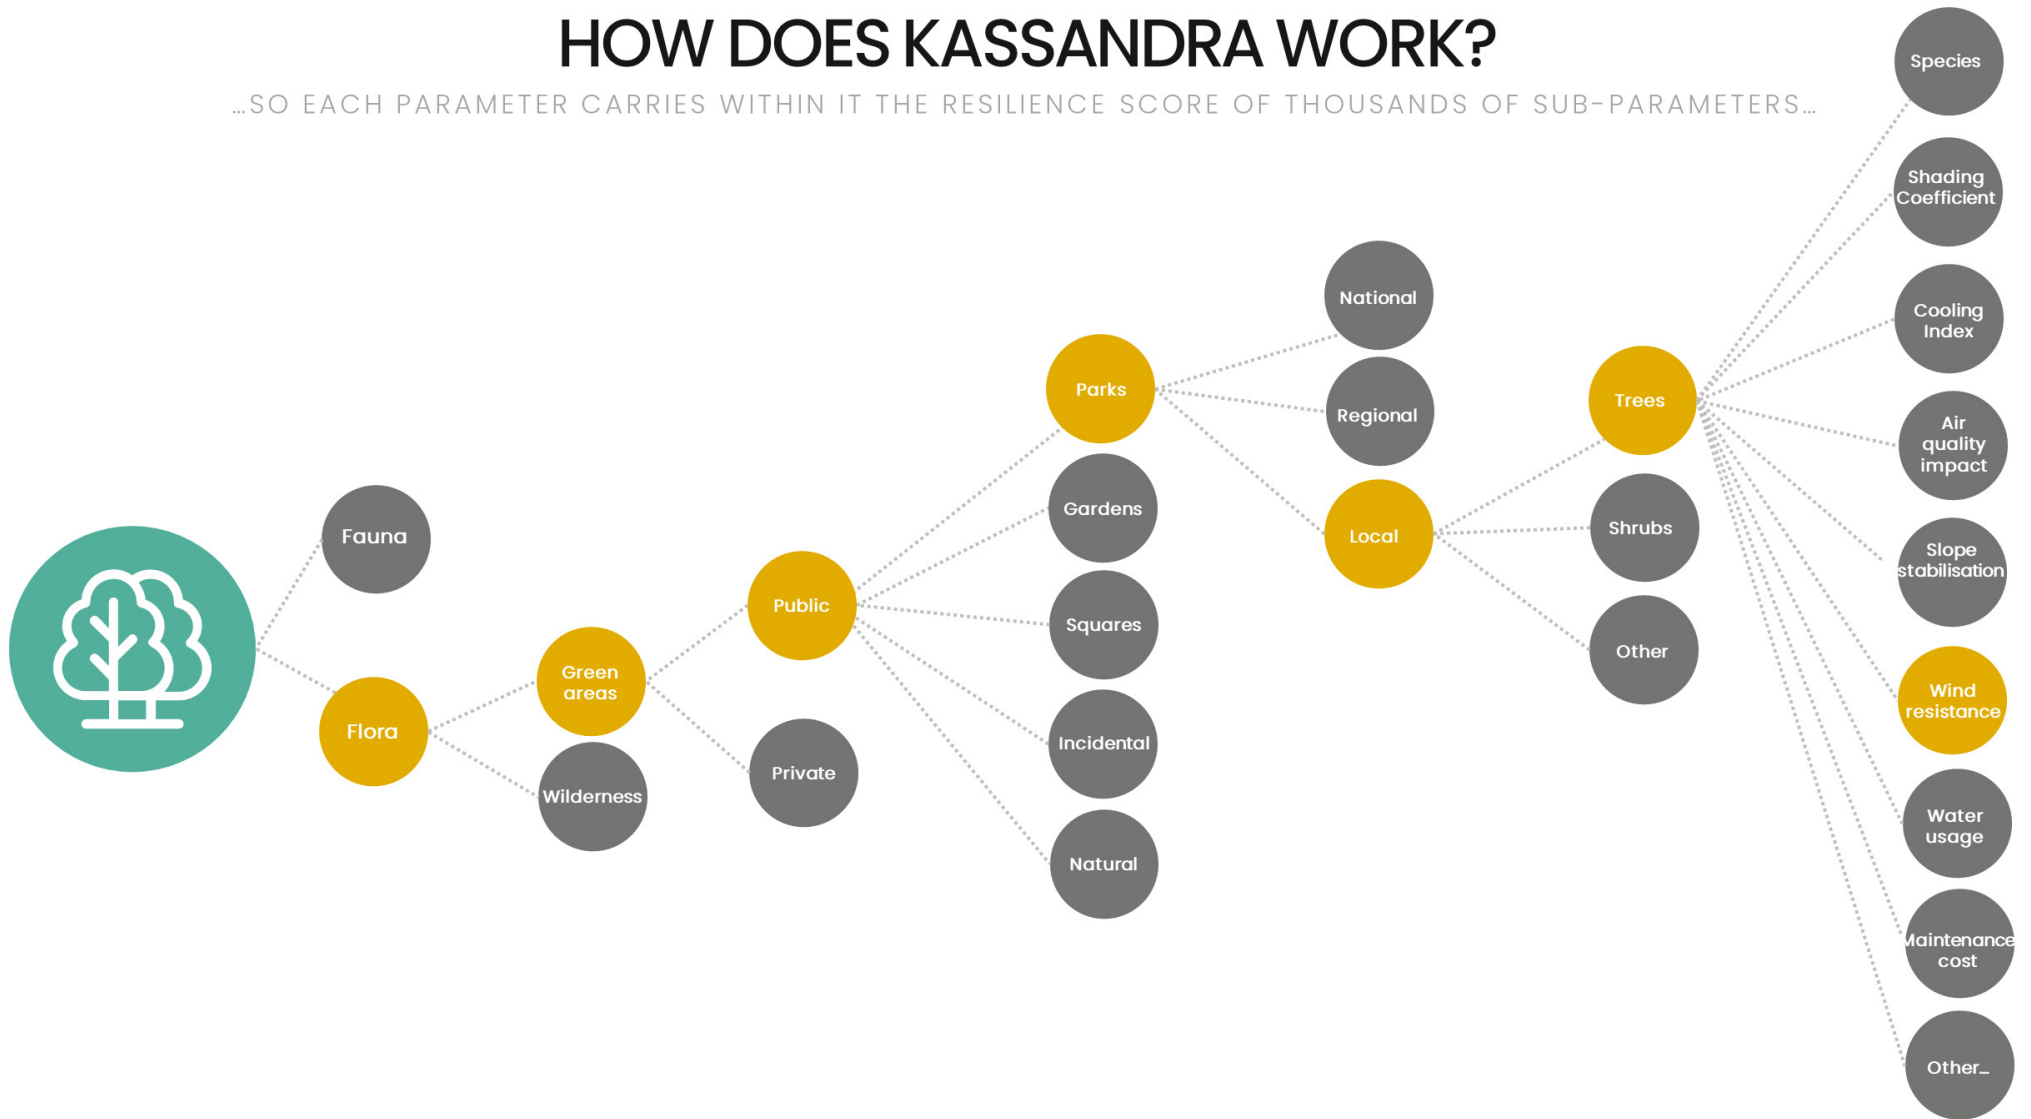 HOW DOES KASSANDRA WORK?
...SO EACH PARAMETER CARRIES WITHIN IT THE RESILIENCE SCORE OF THOUSANDS OF SUB-PARAMETERS...
Fauna
Flora
Green
areas
Wilderness
Public
Private
Parks
Gardens
Squares
Incidental
Natural
National
Regional
Local
Trees
Shrubs
Other
Species
Shading
Coefficient
Cooling
Index
Air
quality
impact
Slope
stabilisation
Wind
resistance
Water
usage
Maintenance
cost
Other...